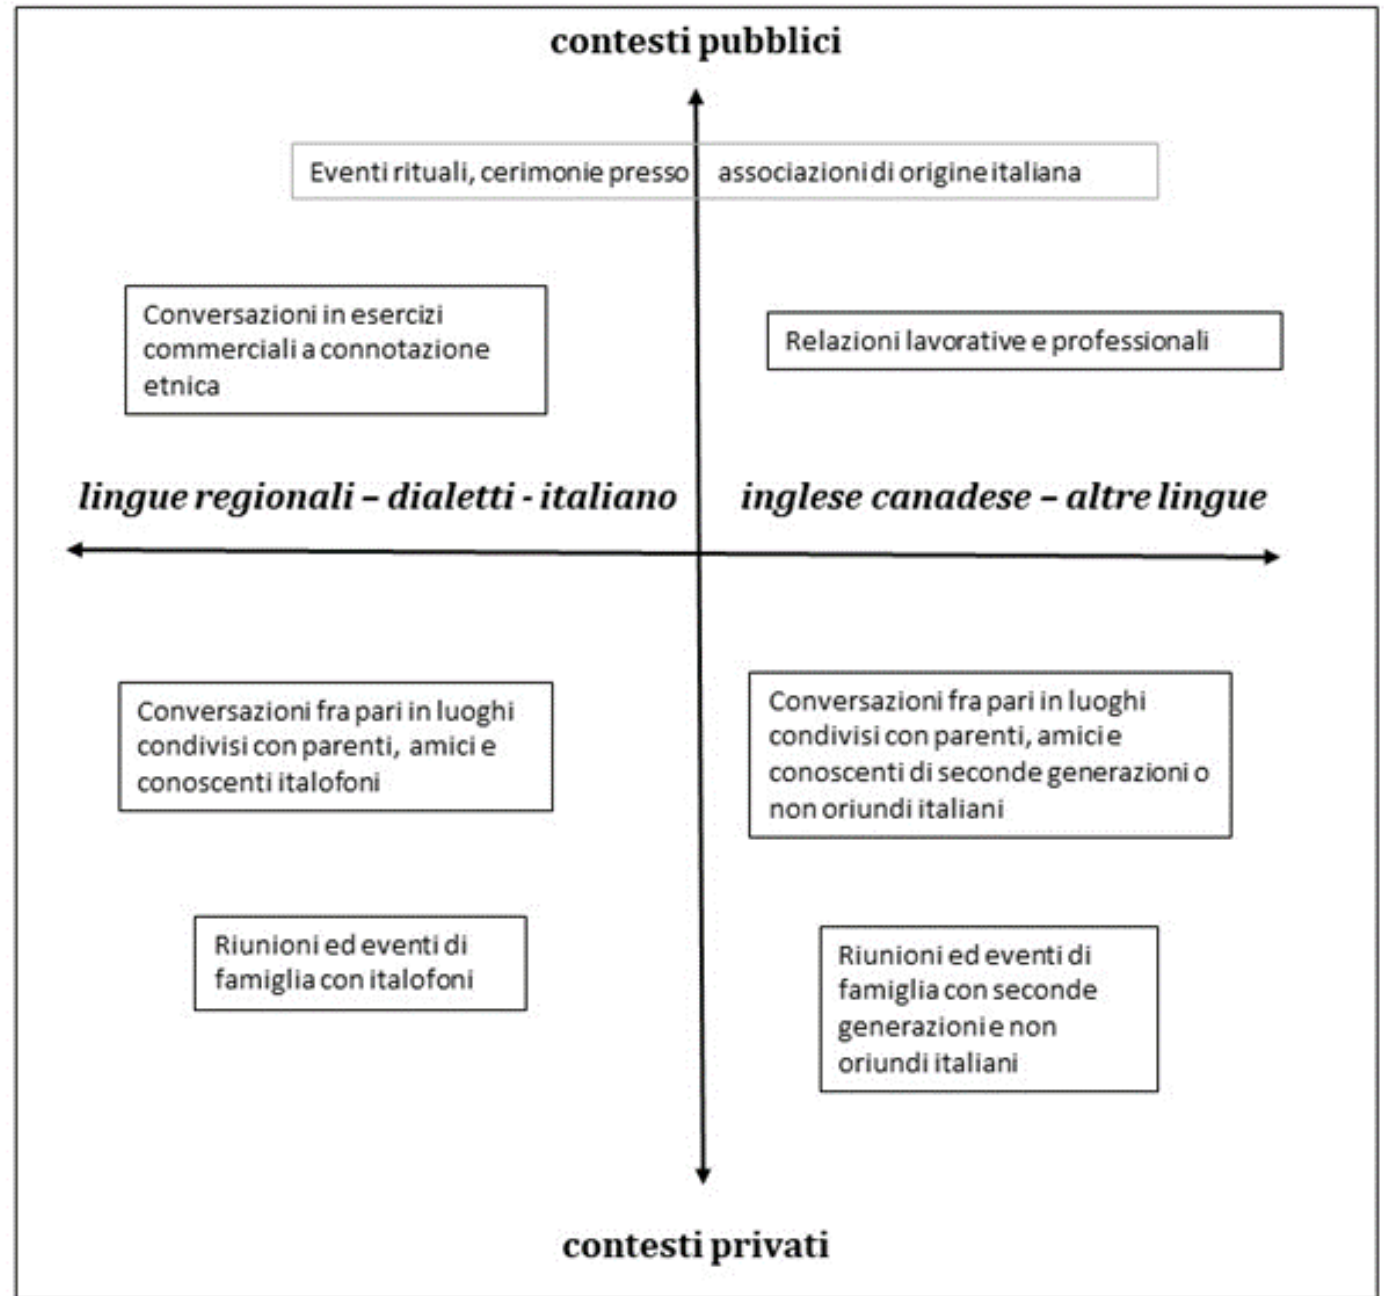 contesti pubblici
Eventi rituali, cerimonie presso associazioni di origine italiana
Conversazioni in esercizi
commerciali a connotazione
etnica
Relazioni lavorative e professionali
lingue regionali – dialetti - italiano
inglese canadese – altre lingue
Conversazioni fra pari in luoghi
condivisi con parenti, amici e
conoscenti italofoni
Conversazioni fra pari in luoghi
condivisi con parenti, amici e
conoscenti di seconde generazioni o
non oriundi italiani
Riunioni ed eventi di
famiglia con italofoni
Riunioni ed eventi di
famiglia con seconde
generazioni e non
oriundi italiani
contesti privati